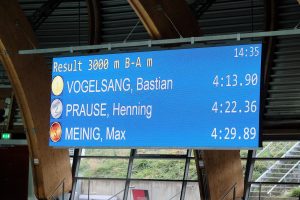 14:35
Result 3000 m B-A m
VOGELSANG, Bastian 4:13.90
PRAUSE, Henning 4:22.36
MEINIG, Max 4:29.89